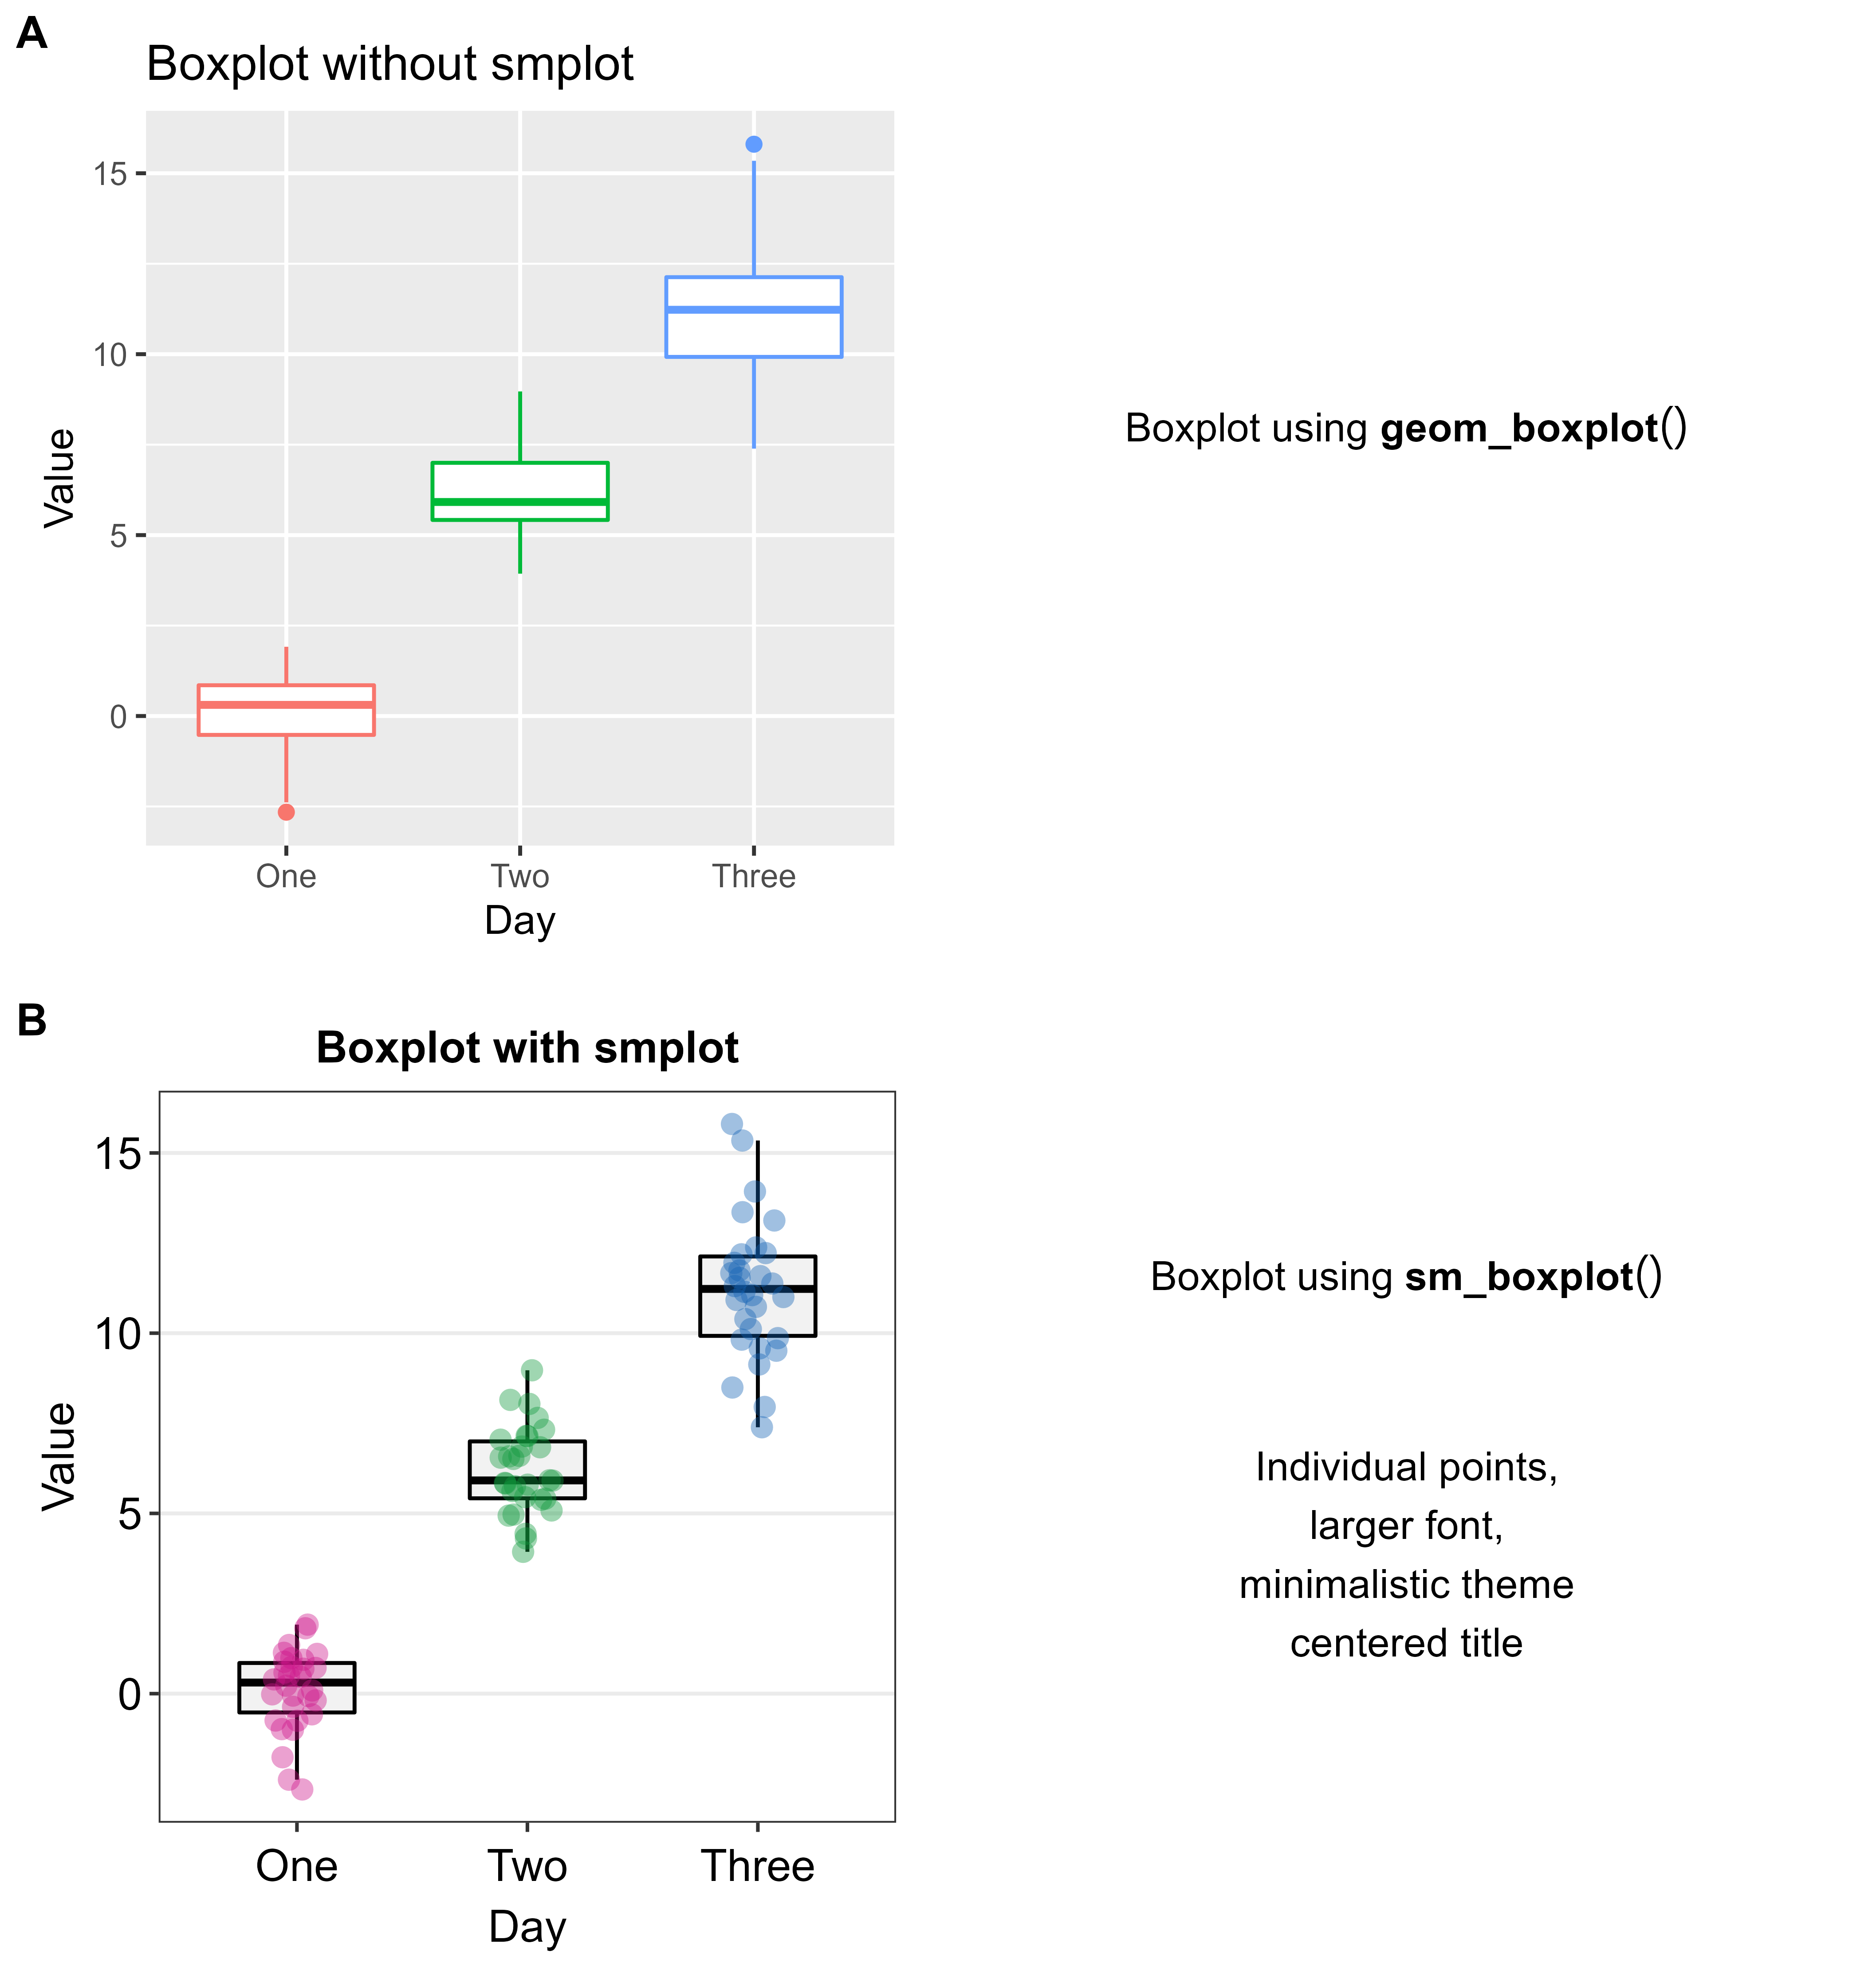 A
Boxplot without smplot
15
10
5
0
Value
One
Two
Three
Day
Boxplot using geom_boxplot()
B
Boxplot with smplot
15
10
5
0
Value
One
Two
Three
Day
Boxplot using sm_boxplot()
Individual points,
larger font,
minimalistic theme
centered title